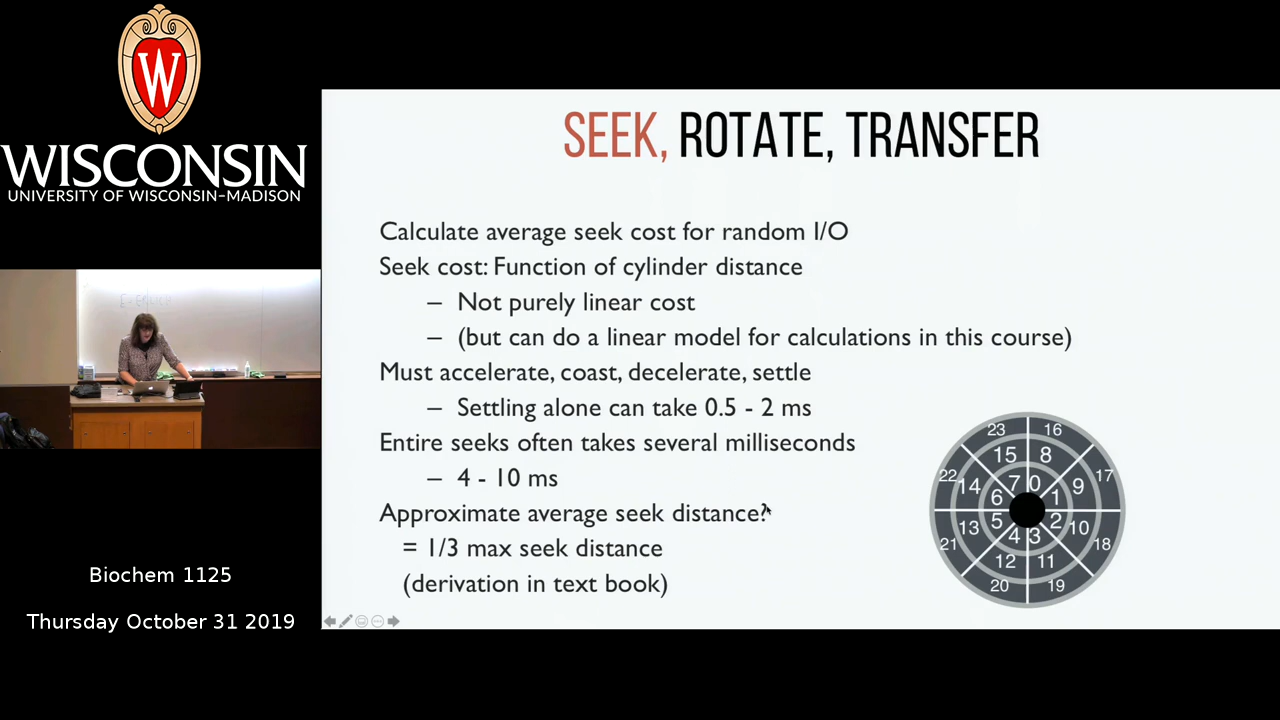 W
WISCONSIN
UNIVERSITY OF WISCONSIN-MADISON
Biochem 1125
Thursday October 31 2019
SEEK, ROTATE, TRANSFER
Calculate average seek cost for random I/O
Seek cost: Function of cylinder distance
– Not purely linear cost
– (but can do a linear model for calculations in this course)
Must accelerate, coast, decelerate, settle
– Settling alone can take 0.5 - 2 ms
Entire seeks often takes several milliseconds
– 4 - 10 ms
Approximate average seek distance?
= 1/3 max seek distance
(derivation in text book)
23 16
15 8
22 14 7 0 9 17
6 1
13 5 2 10
21 4 3 18
12 11
20 19